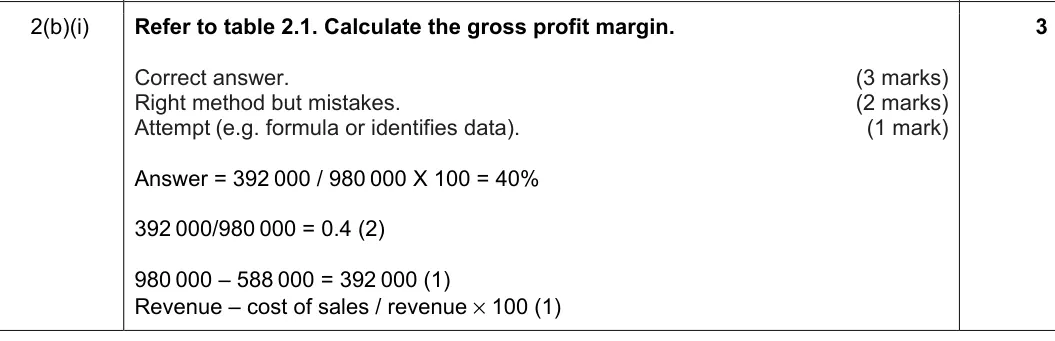 2(b)(i) Refer to table 2.1. Calculate the gross profit margin. 3
Correct answer. (3 marks)
Right method but mistakes. (2 marks)
Attempt (e.g. formula or identifies data). (1 mark)
Answer = 392 000 / 980 000 X 100 = 40%
392 000/980 000 = 0.4 (2)
980 000 – 588 000 = 392 000 (1)
Revenue – cost of sales / revenue × 100 (1)